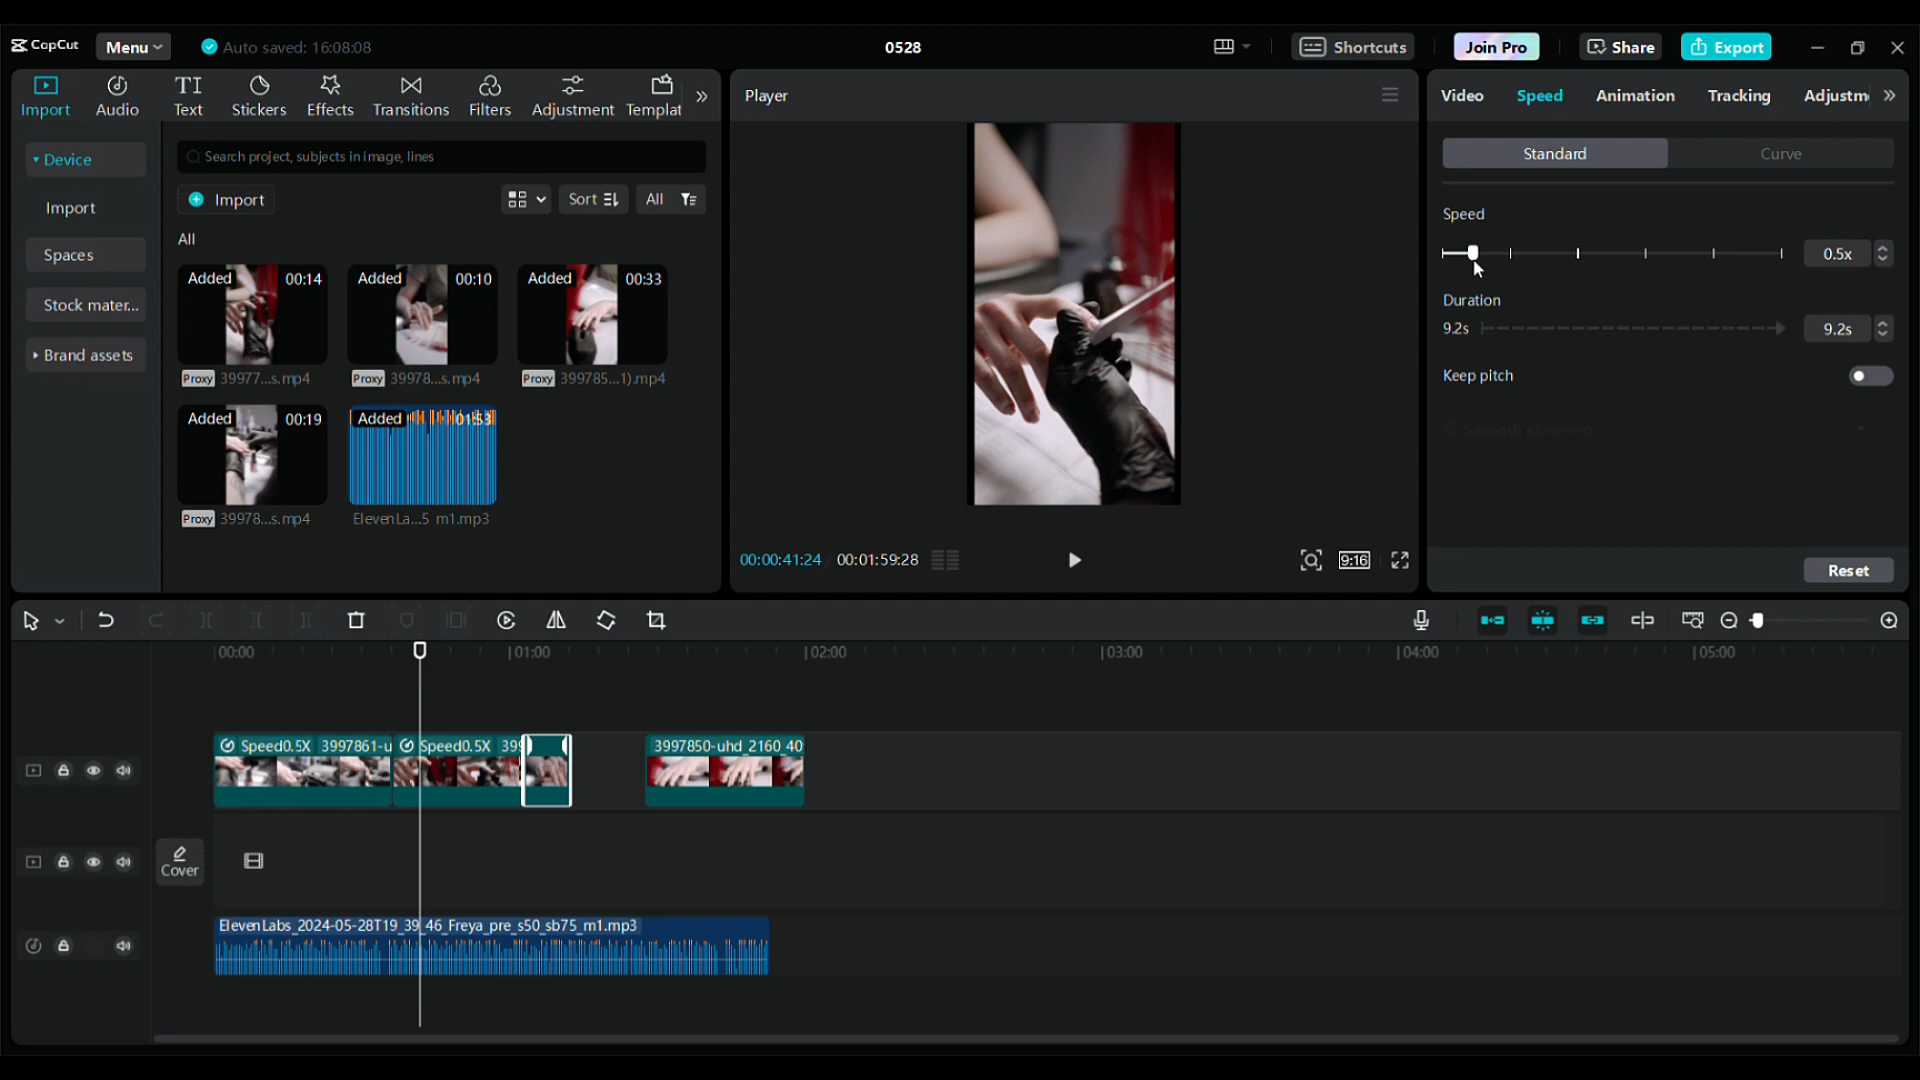 CapCut
Menu
Auto saved: 16:08:08
0528
Shortcuts
Join Pro
Share
Export
Import
Audio
TI
Text
Stickers
Effects
Transitions
Filters
Adjustment
Templat
Device
Import
Spaces
Stock mater...
Brand assets
Search project, subjects in image, lines
Import
Sort
All
All
Added 00:14
Added 00:10
Added 00:33
Proxy 39977...s.mp4
Proxy 39978...s.mp4
Proxy 399785...1).mp4
Added 00:19
Added 01:53
Proxy 39978...s.mp4
ElevenLa...5 m1.mp3
Player
00:00:41:24 / 00:01:59:28
9:16
Video
Speed
Animation
Tracking
Adjustm
Standard
Curve
Speed
0.5x
Duration
9.2s
9.2s
Keep pitch
Smooth slow-mo
Reset
00:00
01:00
02:00
03:00
04:00
05:00
Speed0.5X 3997861-u
Speed0.5X 399
3997850-uhd_2160_40
Cover
ElevenLabs_2024-05-28T19_39_46_Freya_pre_s50_sb75_m1.mp3